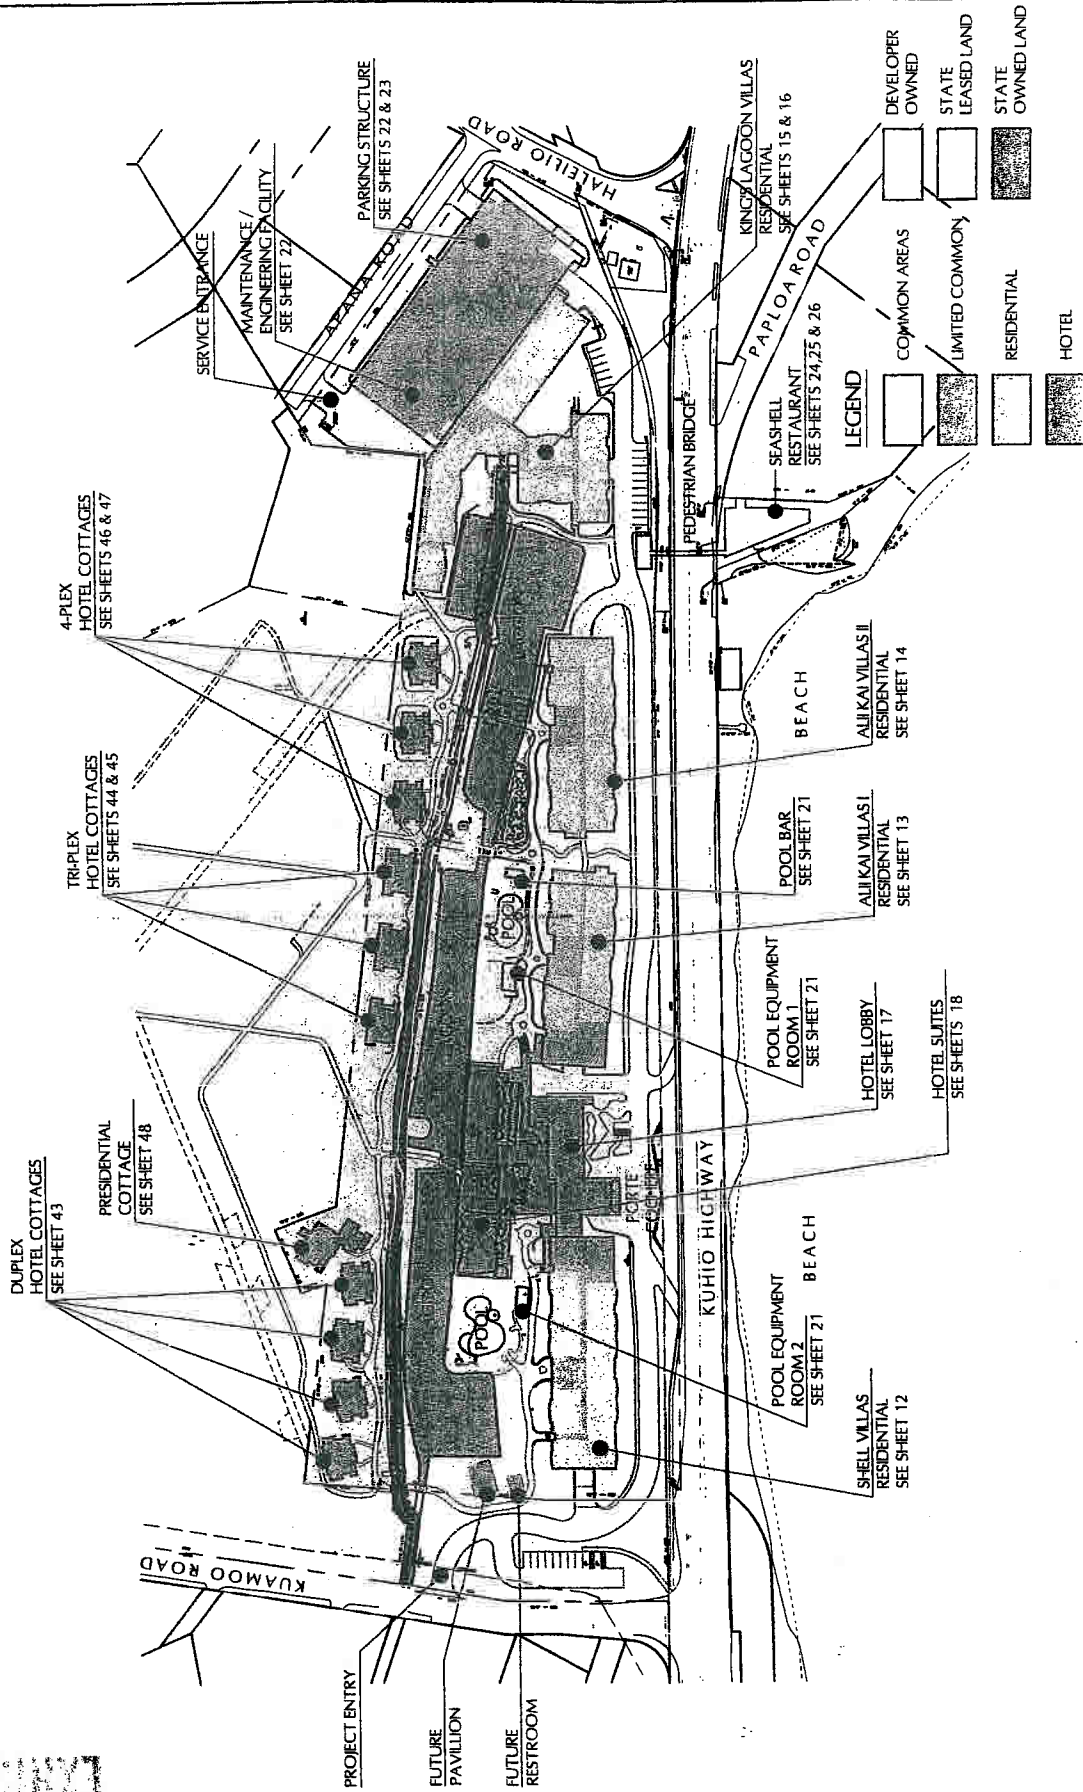 DUPLEX
HOTEL COTTAGES
SEE SHEET 43
PRESIDENTIAL
COTTAGE
SEE SHEET 48
TRI-PLEX
HOTEL COTTAGES
SEE SHEETS 44 & 45
4-PLEX
HOTEL COTTAGES
SEE SHEETS 46 & 47
SERVICE ENTRANCE
MAINTENANCE /
ENGINEERING FACILITY
SEE SHEET 22
PARKING STRUCTURE
SEE SHEETS 22 & 23
KUAMOO ROAD
APANA ROAD
HALEILIO ROAD
POOL
POOL
PROJECT ENTRY
FUTURE
PAVILION
FUTURE
RESTROOM
PORTE
COCHERE
KUHIO HIGHWAY
PEDESTRIAN BRIDGE
PAPLOA ROAD
SHELL VILLAS
RESIDENTIAL
SEE SHEET 12
POOL EQUIPMENT
ROOM 2
SEE SHEET 21
BEACH
HOTEL SUITES
SEE SHEETS 18
HOTEL LOBBY
SEE SHEET 17
POOL EQUIPMENT
ROOM 1
SEE SHEET 21
ALII KAI VILLAS I
RESIDENTIAL
SEE SHEET 13
POOL BAR
SEE SHEET 21
ALII KAI VILLAS II
RESIDENTIAL
SEE SHEET 14
BEACH
SEASHELL
RESTAURANT
SEE SHEETS 24,25 & 26
KING'S LAGOON VILLAS
RESIDENTIAL
SEE SHEETS 15 & 16
LEGEND
COMMON AREAS
LIMITED COMMON
RESIDENTIAL
HOTEL
DEVELOPER
OWNED
STATE
LEASED LAND
STATE
OWNED LAND